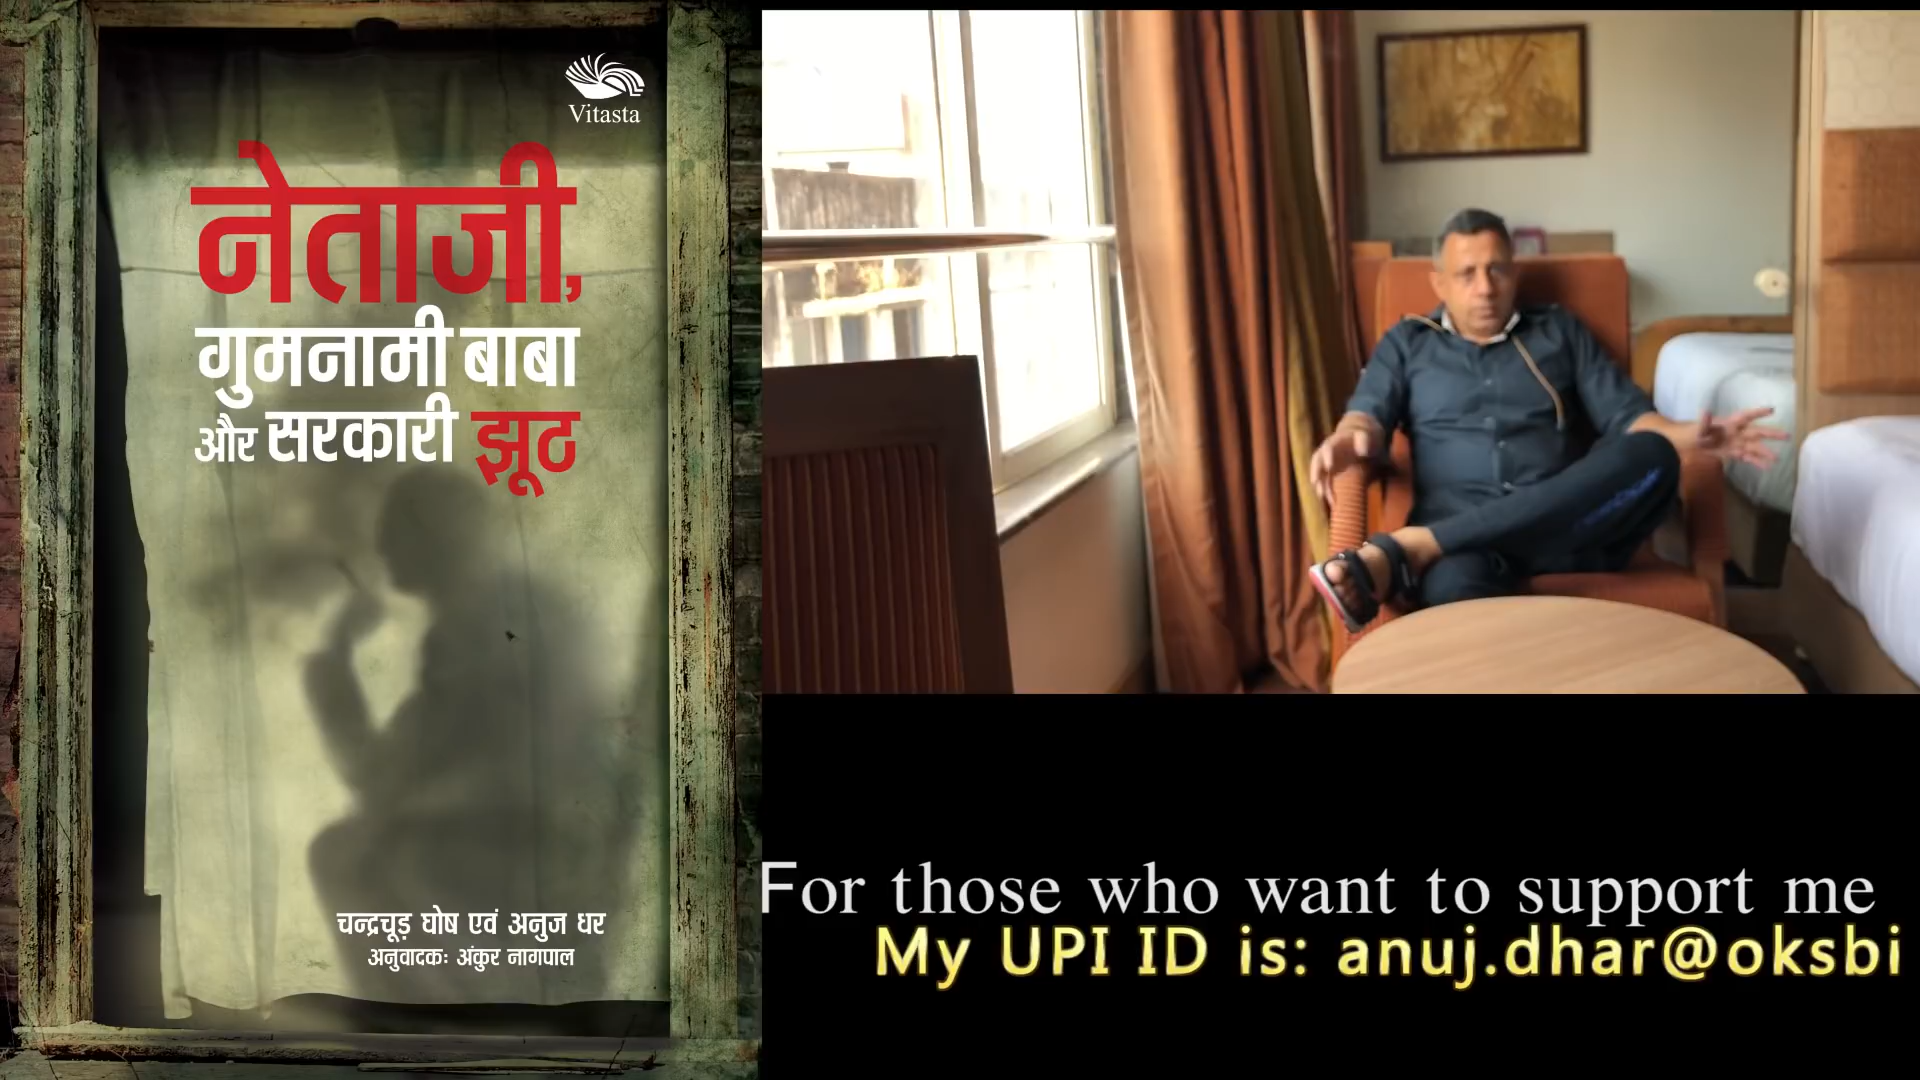 Vitasta
नेताजी,
गुमनामी बाबा
और सरकारी झूठ
चन्द्रचूड़ घोष एवं अनुज धर
अनुवादकः अंकुर नागपाल
For those who want to support me
My UPI ID is: anuj.dhar@oksbi